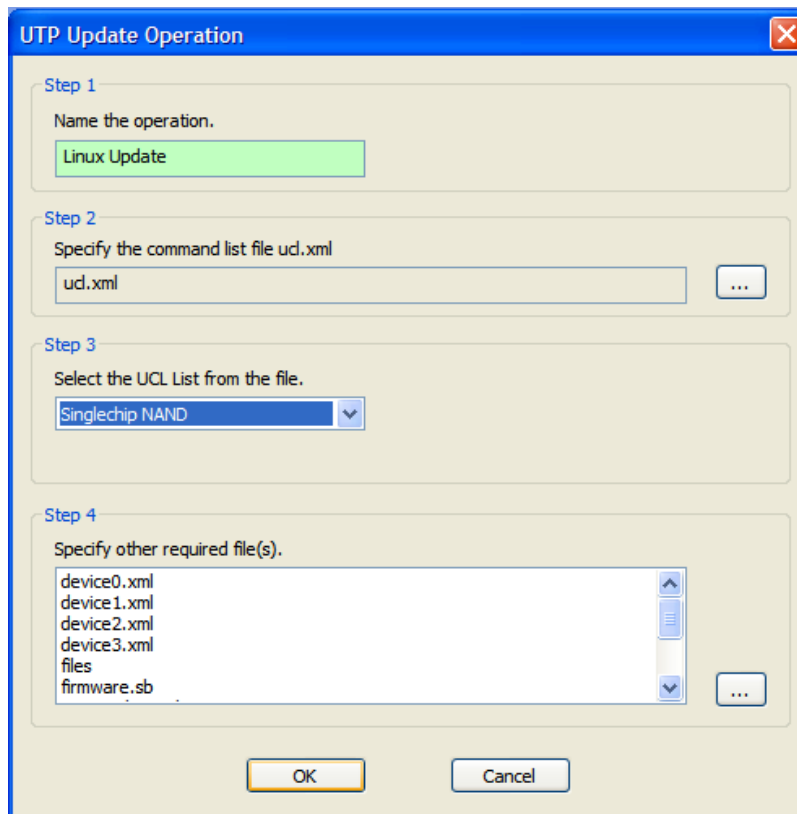 UTP Update Operation
Step 1
Name the operation.
Linux Update
Step 2
Specify the command list file ucl.xml
ucl.xml
...
Step 3
Select the UCL List from the file.
Singlechip NAND
Step 4
Specify other required file(s).
device0.xml
device1.xml
device2.xml
device3.xml
files
firmware.sb
...
OK
Cancel